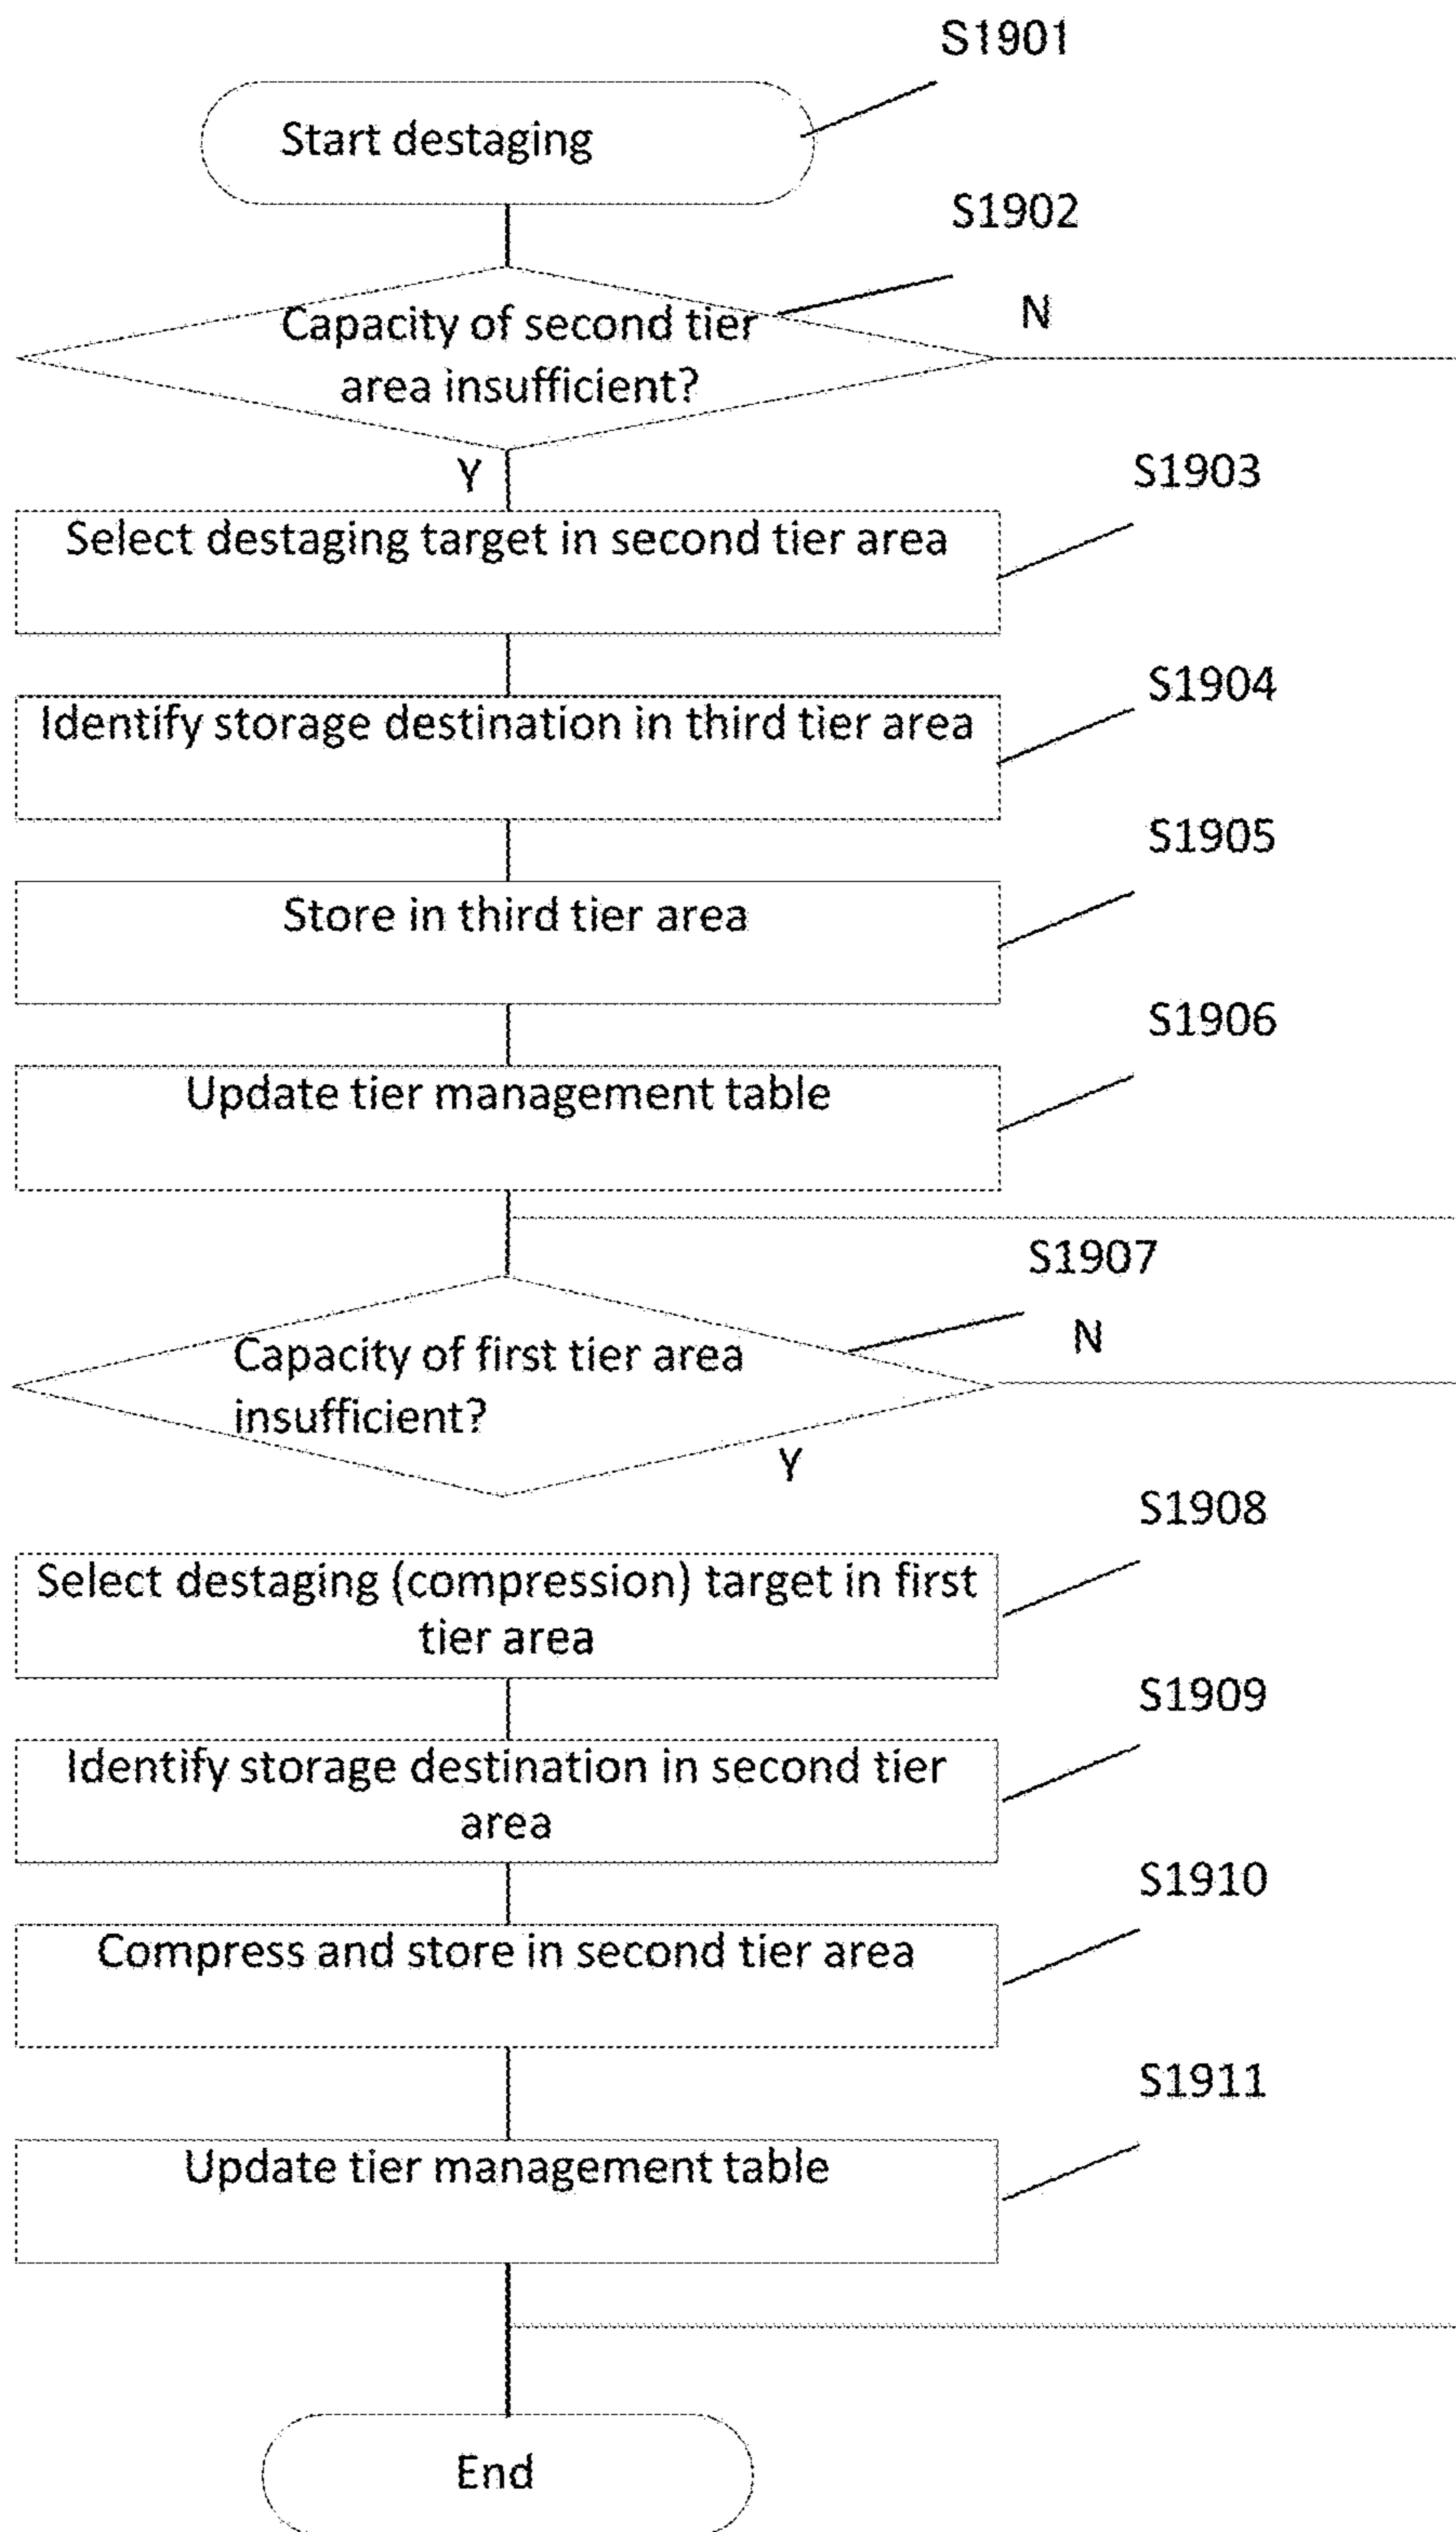 S1901
Start destaging
S1902
N
Capacity of second tier
area insufficient?
Y
S1903
Select destaging target in second tier area
S1904
Identify storage destination in third tier area
S1905
Store in third tier area
S1906
Update tier management table
S1907
N
Capacity of first tier area
insufficient?
Y
S1908
Select destaging (compression) target in first
tier area
S1909
Identify storage destination in second tier
area
S1910
Compress and store in second tier area
S1911
Update tier management table
End